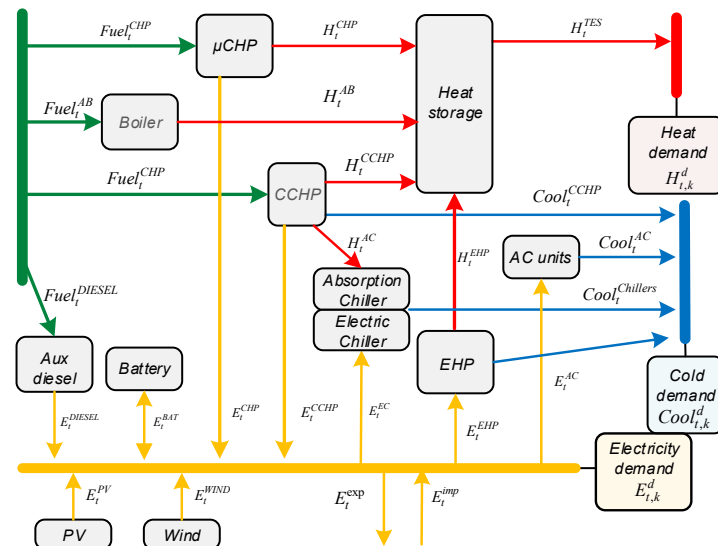 Fuel_t^{CHP}
μCHP
H_t^{CHP}
H_t^{TES}
Heat
storage
Fuel_t^{AB}
Boiler
H_t^{AB}
Heat
demand
H_{t,k}^d
Fuel_t^{CHP}
CCHP
H_t^{CCHP}
Cool_t^{CCHP}
H_t^{AC}
H_t^{EHP}
AC units
Cool_t^{AC}
Absorption
Chiller
Cool_t^{Chillers}
Electric
Chiller
Fuel_t^{DIESEL}
Aux
diesel
Battery
EHP
Cold
demand
Cool_{t,k}^d
E_t^{DIESEL}
E_t^{BAT}
E_t^{CHP}
E_t^{CCHP}
E_t^{EC}
E_t^{EHP}
E_t^{AC}
Electricity
demand
E_{t,k}^d
E_t^{PV}
E_t^{WIND}
E_t^{exp}
E_t^{imp}
PV
Wind